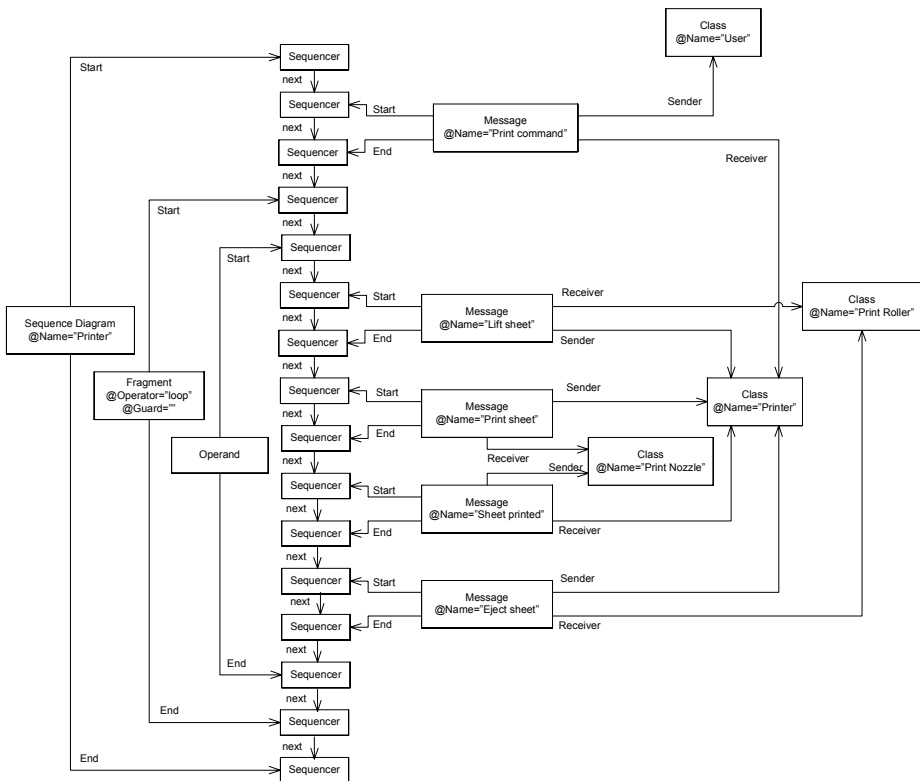 Class
@Name="User"
Sequencer
Start
next
Sequencer
Start
Message
@Name="Print command"
Sender
next
Sequencer
End
Receiver
next
Sequencer
Start
next
Sequencer
Start
next
Sequencer
Start
Message
@Name="Lift sheet"
Receiver
Class
@Name="Print Roller"
next
Sequencer
End
Sender
Sequence Diagram
@Name="Printer"
next
Fragment
@Operator="loop"
@Guard=""
Sequencer
Start
Message
@Name="Print sheet"
Sender
Class
@Name="Printer"
next
Sequencer
End
Receiver
Class
@Name="Print Nozzle"
Operand
next
Sender
Sequencer
Start
Message
@Name="Sheet printed"
next
Sequencer
End
Receiver
next
Sequencer
Start
Message
@Name="Eject sheet"
Sender
next
Sequencer
End
Receiver
next
Sequencer
End
next
Sequencer
End
next
Sequencer
End